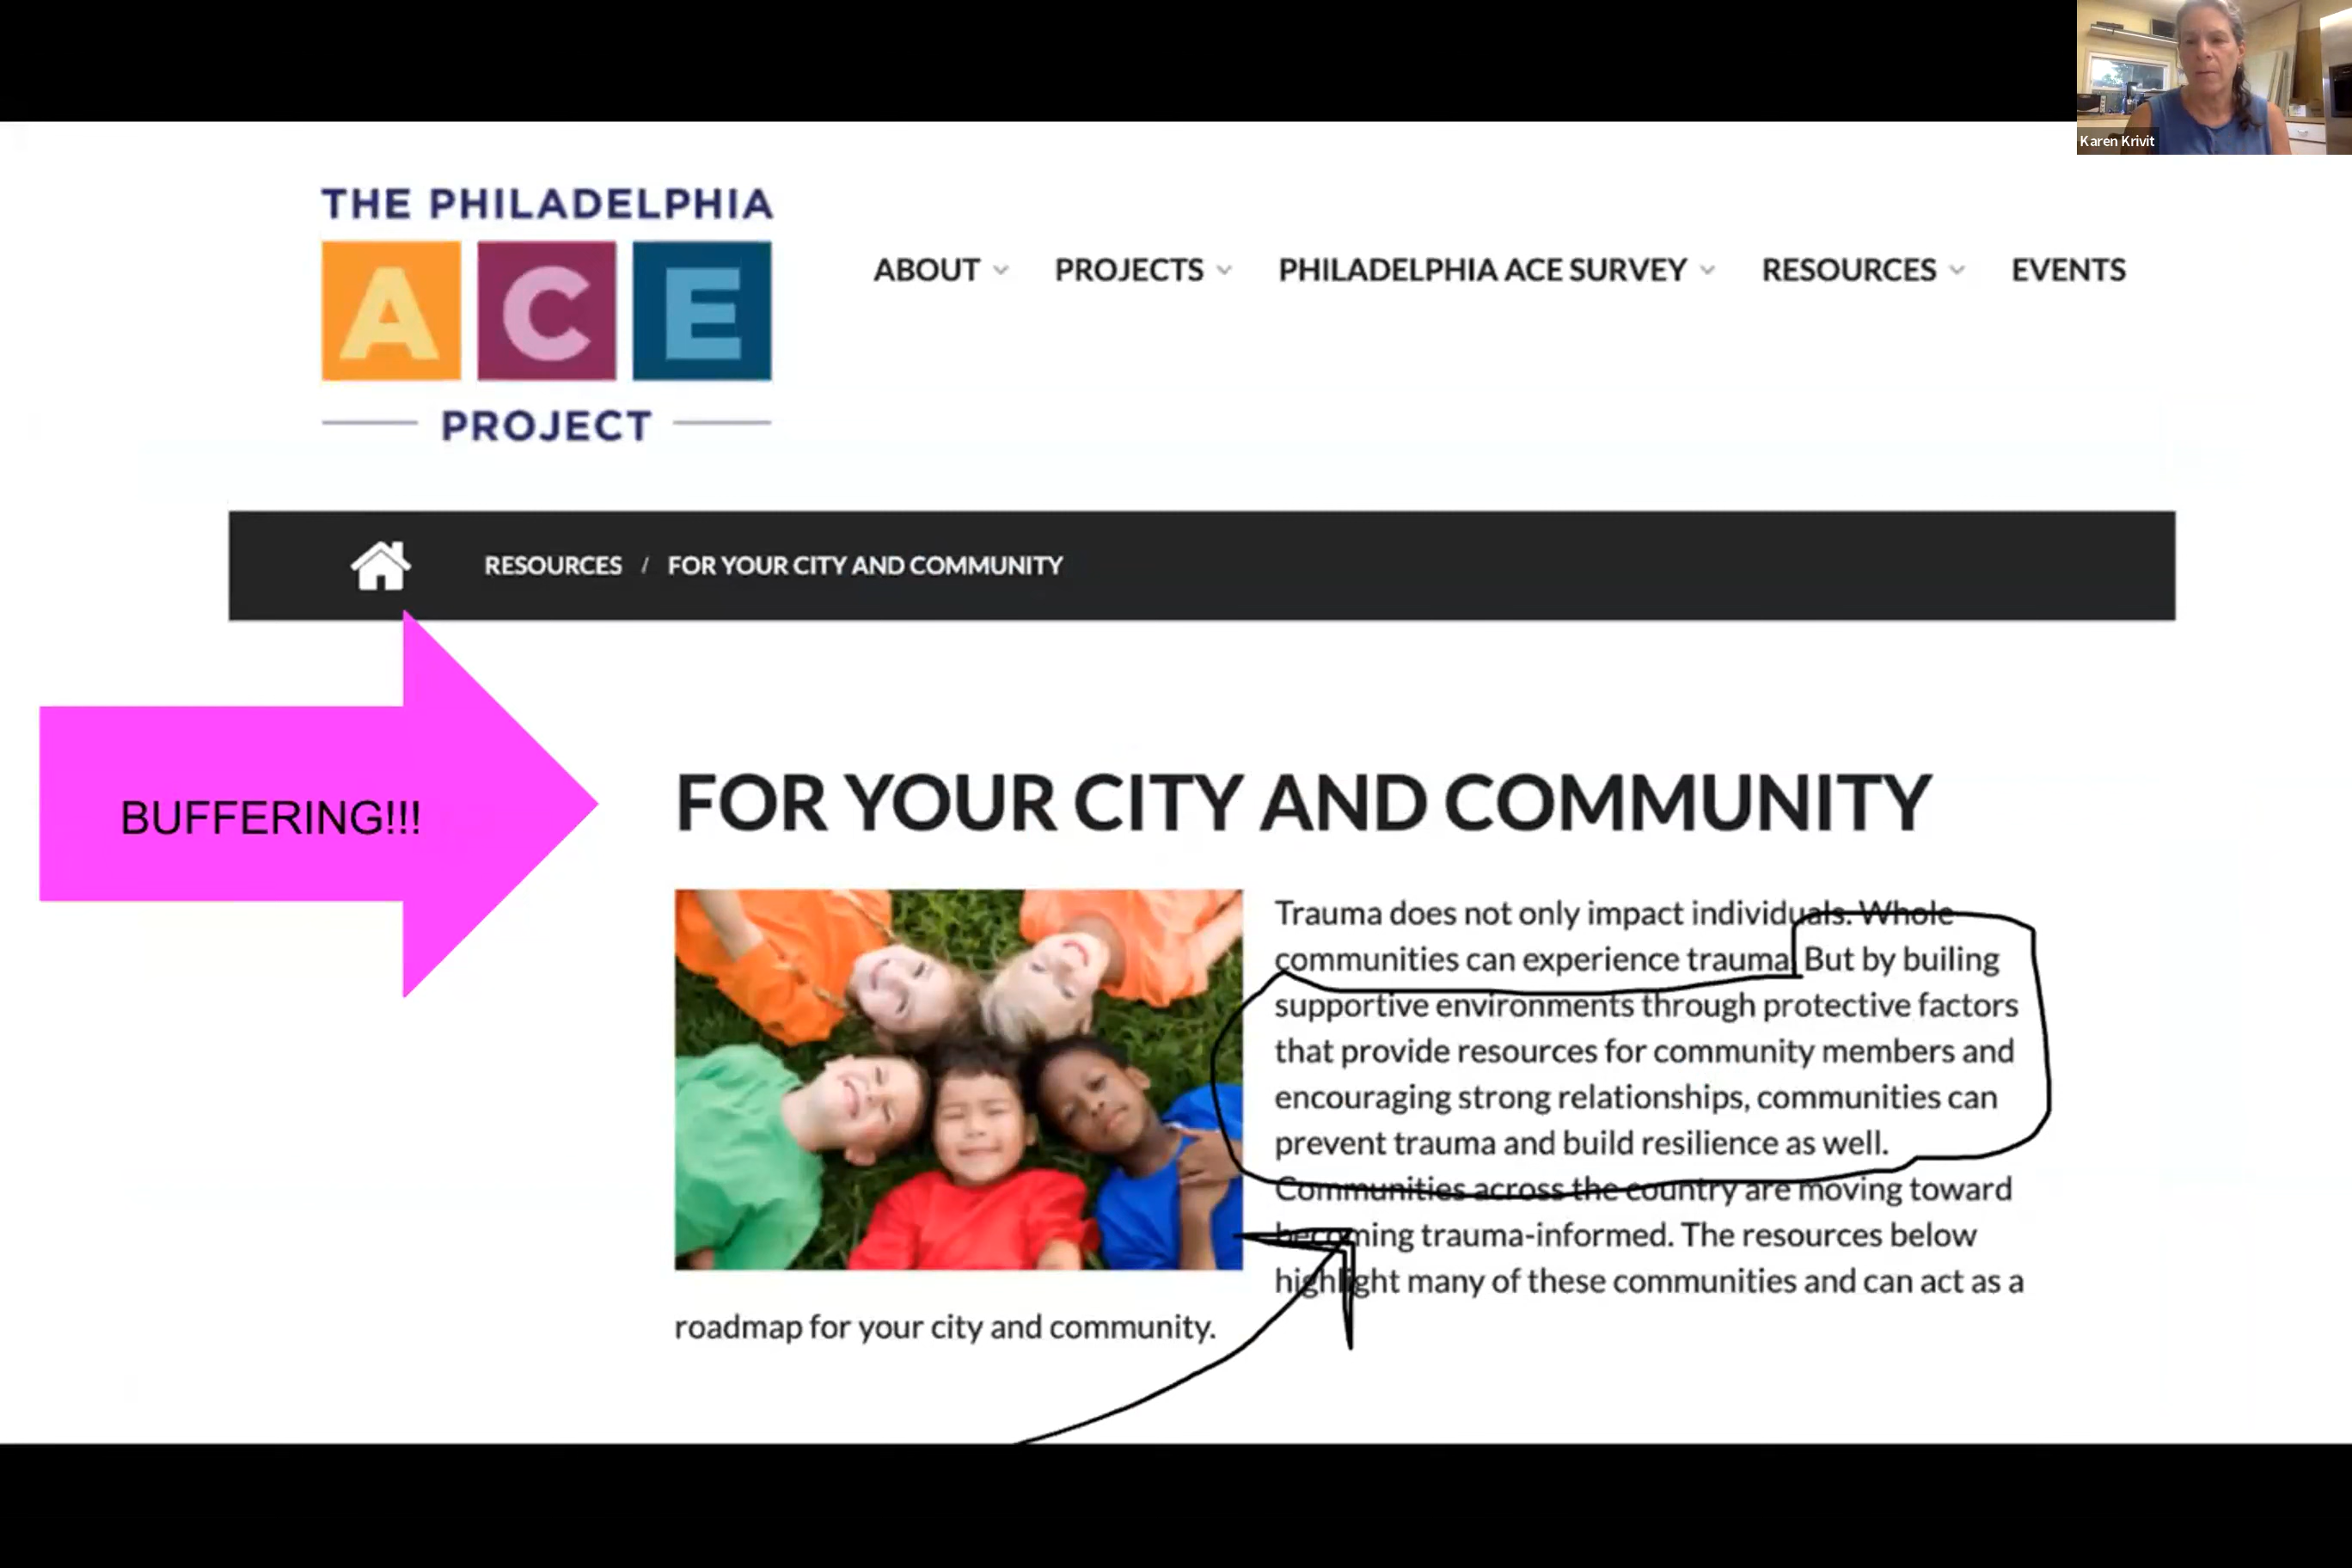 Karen Krivit
THE PHILADELPHIA
A C E
PROJECT
ABOUT PROJECTS PHILADELPHIA ACE SURVEY RESOURCES EVENTS
RESOURCES / FOR YOUR CITY AND COMMUNITY
BUFFERING!!!
FOR YOUR CITY AND COMMUNITY
Trauma does not only impact individuals. Whole
communities can experience trauma. But by builing
supportive environments through protective factors
that provide resources for community members and
encouraging strong relationships, communities can
prevent trauma and build resilience as well.
Communities across the country are moving toward
becoming trauma-informed. The resources below
highlight many of these communities and can act as a
roadmap for your city and community.